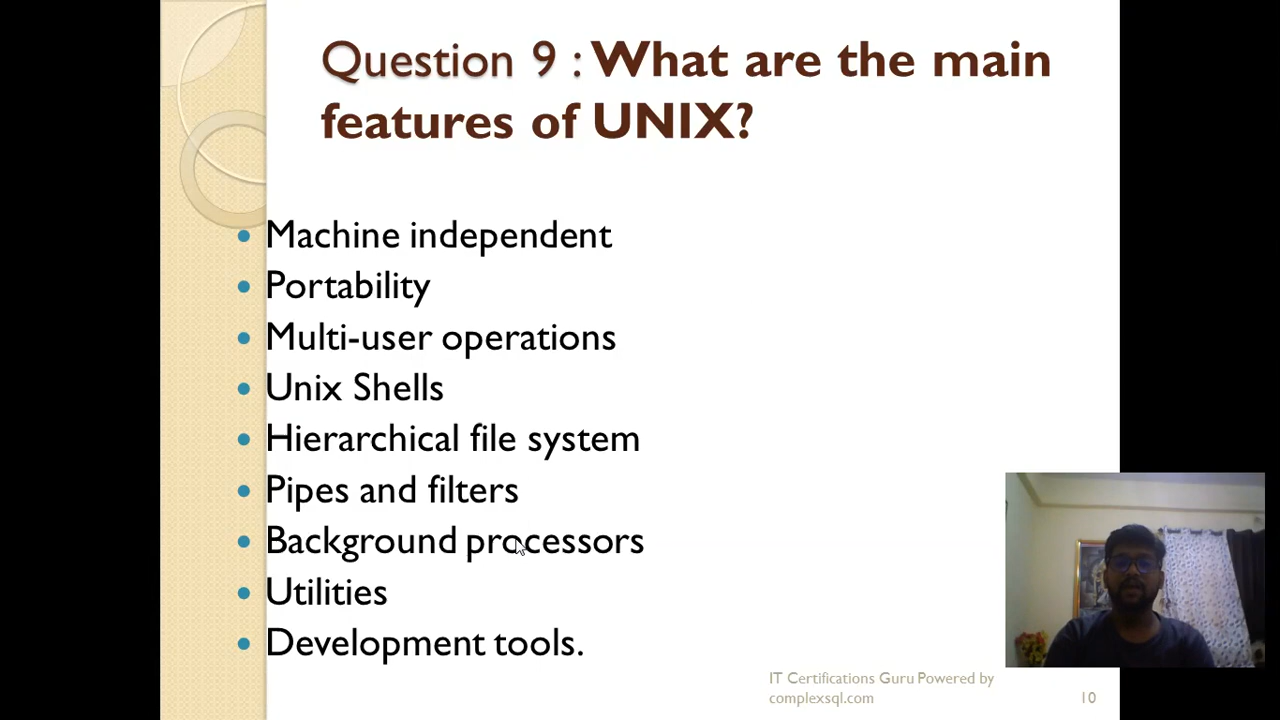 Question 9 : What are the main
features of UNIX?
Machine independent
Portability
Multi-user operations
Unix Shells
Hierarchical file system
Pipes and filters
Background processors
Utilities
Development tools.
IT Certifications Guru Powered by
complexsql.com
10